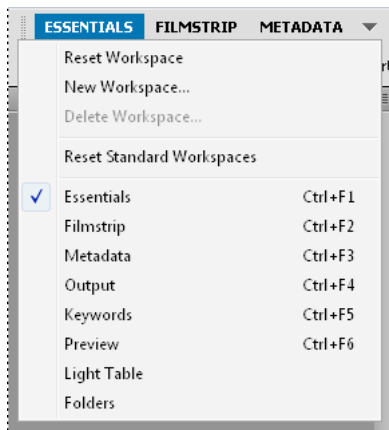 ESSENTIALS FILMSTRIP METADATA
Reset Workspace
New Workspace...
Delete Workspace...
Reset Standard Workspaces
Essentials Ctrl+F1
Filmstrip Ctrl+F2
Metadata Ctrl+F3
Output Ctrl+F4
Keywords Ctrl+F5
Preview Ctrl+F6
Light Table
Folders